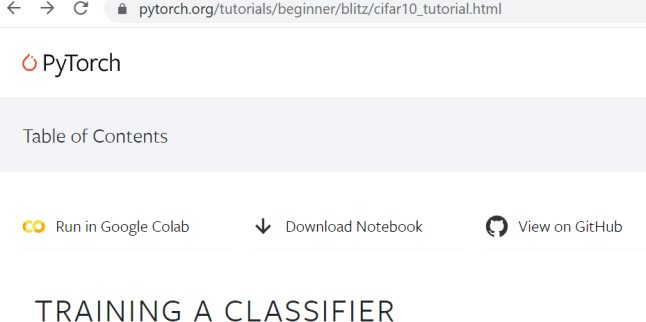 pytorch.org/tutorials/beginner/blitz/cifar10_tutorial.html
PyTorch
Table of Contents
Run in Google Colab Download Notebook View on GitHub
TRAINING A CLASSIFIER